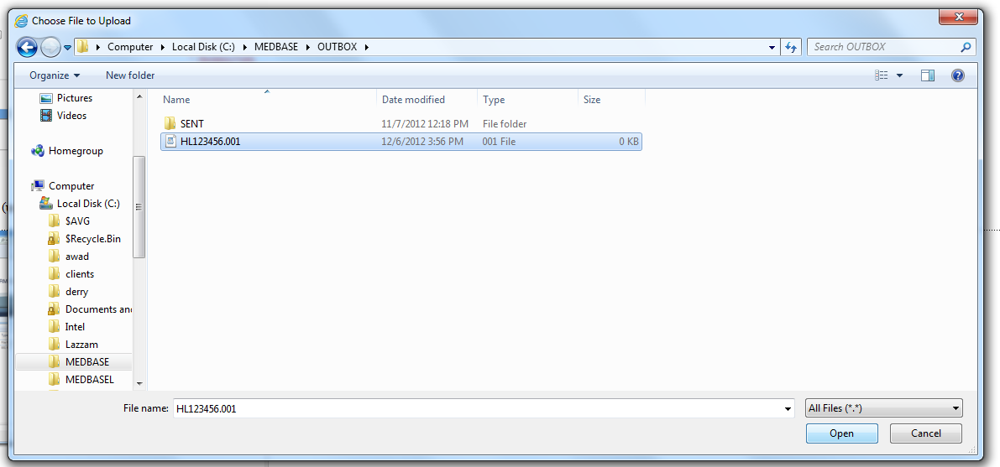 Choose File to Upload
Computer Local Disk (C:) MEDBASE OUTBOX Search OUTBOX
Organize New folder
Pictures
Videos
Homegroup
Computer
Local Disk (C:)
$AVG
$Recycle.Bin
awad
clients
derry
Documents an
Intel
Lazzam
MEDBASE
MEDBASEL
Name Date modified Type Size
SENT 11/7/2012 12:18 PM File folder
HL123456.001 12/6/2012 3:56 PM 001 File 0 KB
File name: HL123456.001 All Files (*.*)
Open Cancel